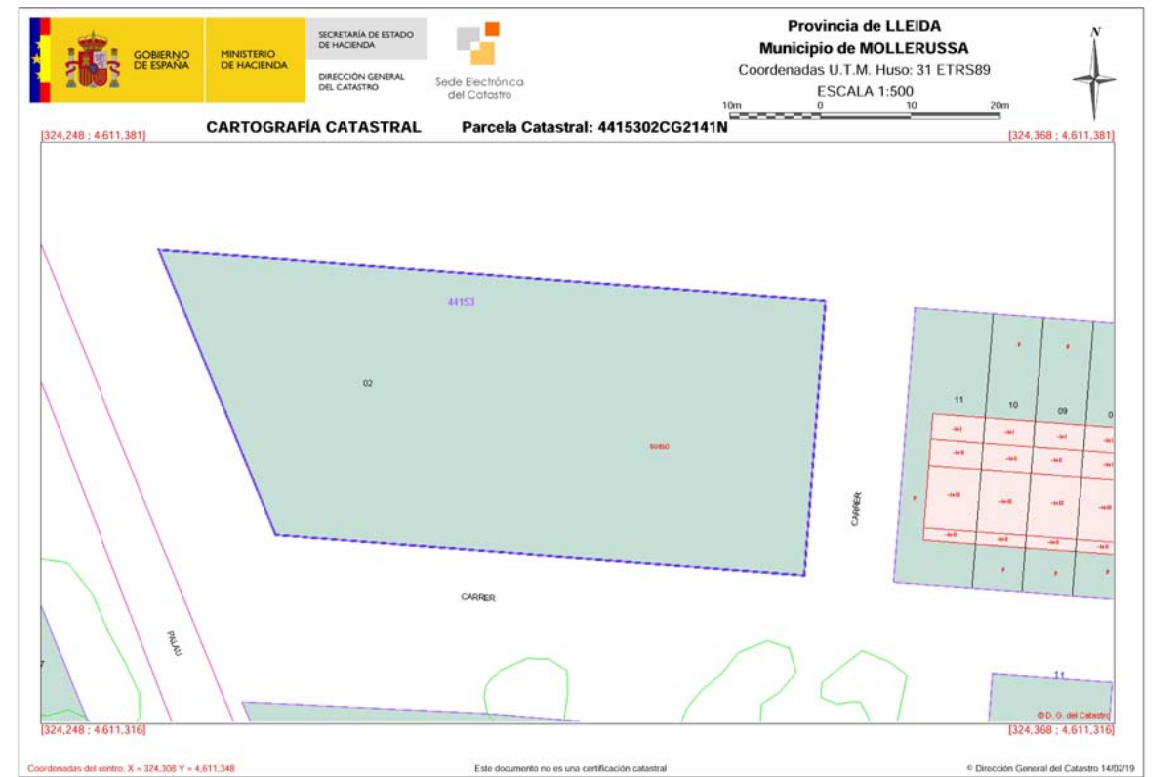 GOBIERNO
DE ESPAÑA
MINISTERIO
DE HACIENDA
SECRETARÍA DE ESTADO
DE HACIENDA
DIRECCIÓN GENERAL
DEL CATASTRO
Sede Electrónica
del Catastro
Provincia de LLEIDA
Municipio de MOLLERUSSA
Coordenadas U.T.M. Huso: 31 ETRS89
ESCALA 1:500
10m 0 10 20m
N
CARTOGRAFÍA CATASTRAL Parcela Catastral: 4415302CG2141N
[324,248 ; 4,611,381]
[324,368 ; 4,611,381]
44153
02
SUELO
11
10
09
0
CARRER
CARRER
PALAU
7
11
© D. G. del Catastro
[324,248 ; 4,611,316]
[324,368 ; 4,611,316]
Coordenadas del centro: X = 324,308 Y = 4,611,348
Este documento no es una certificación catastral
© Dirección General del Catastro 14/02/19